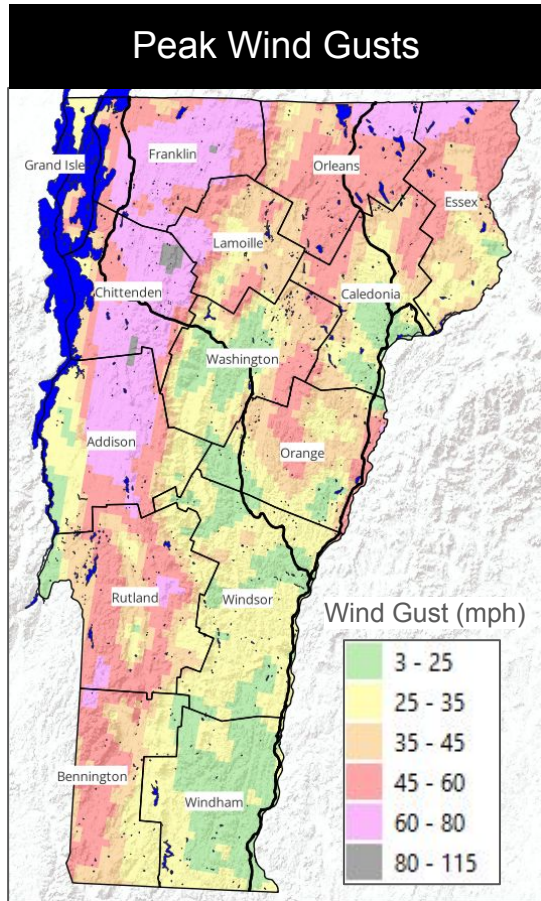 Peak Wind Gusts
Franklin
Grand Isle
Orleans
Essex
Lamoille
Chittenden
Caledonia
Washington
Addison
Orange
Rutland
Windsor
Wind Gust (mph)
3 - 25
25 - 35
35 - 45
45 - 60
60 - 80
80 - 115
Bennington
Windham